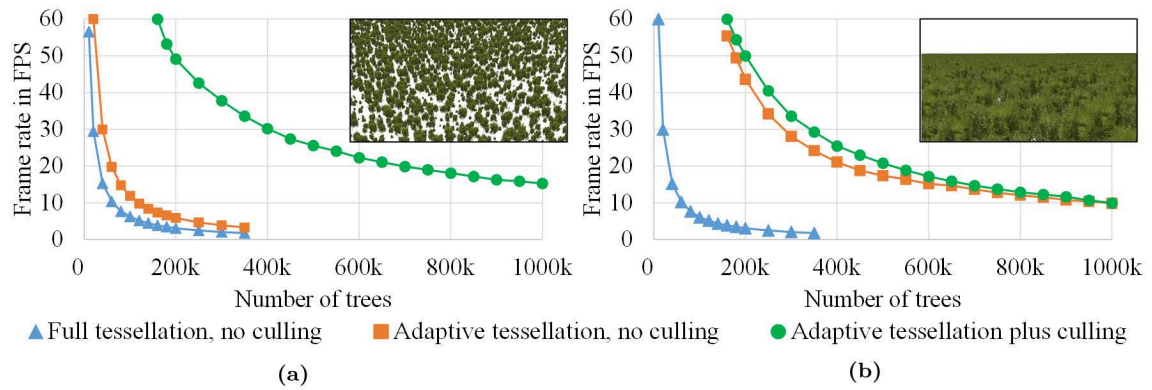 60
50
40
30
20
10
0
Frame rate in FPS
0 200k 400k 600k 800k 1000k
Number of trees
60
50
40
30
20
10
0
Frame rate in FPS
0 200k 400k 600k 800k 1000k
Number of trees
Full tessellation, no culling Adaptive tessellation, no culling Adaptive tessellation plus culling
(a) (b)